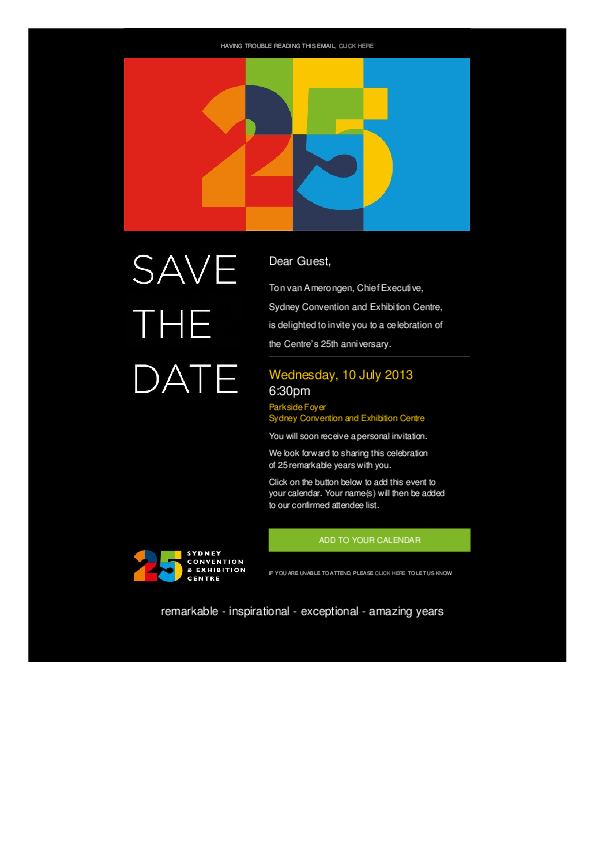 HAVING TROUBLE READING THIS EMAIL, CLICK HERE
25
SAVE
THE
DATE
Dear Guest,
Ton van Amerongen, Chief Executive,
Sydney Convention and Exhibition Centre,
is delighted to invite you to a celebration of
the Centre's 25th anniversary.
Wednesday, 10 July 2013
6:30pm
Parkside Foyer
Sydney Convention and Exhibition Centre
You will soon receive a personal invitation.
We look forward to sharing this celebration
of 25 remarkable years with you.
Click on the button below to add this event to
your calendar. Your name(s) will then be added
to our confirmed attendee list.
ADD TO YOUR CALENDAR
25
SYDNEY
CONVENTION
& EXHIBITION
CENTRE
IF YOU ARE UNABLE TO ATTEND, PLEASE CLICK HERE TO LET US KNOW
remarkable - inspirational - exceptional - amazing years